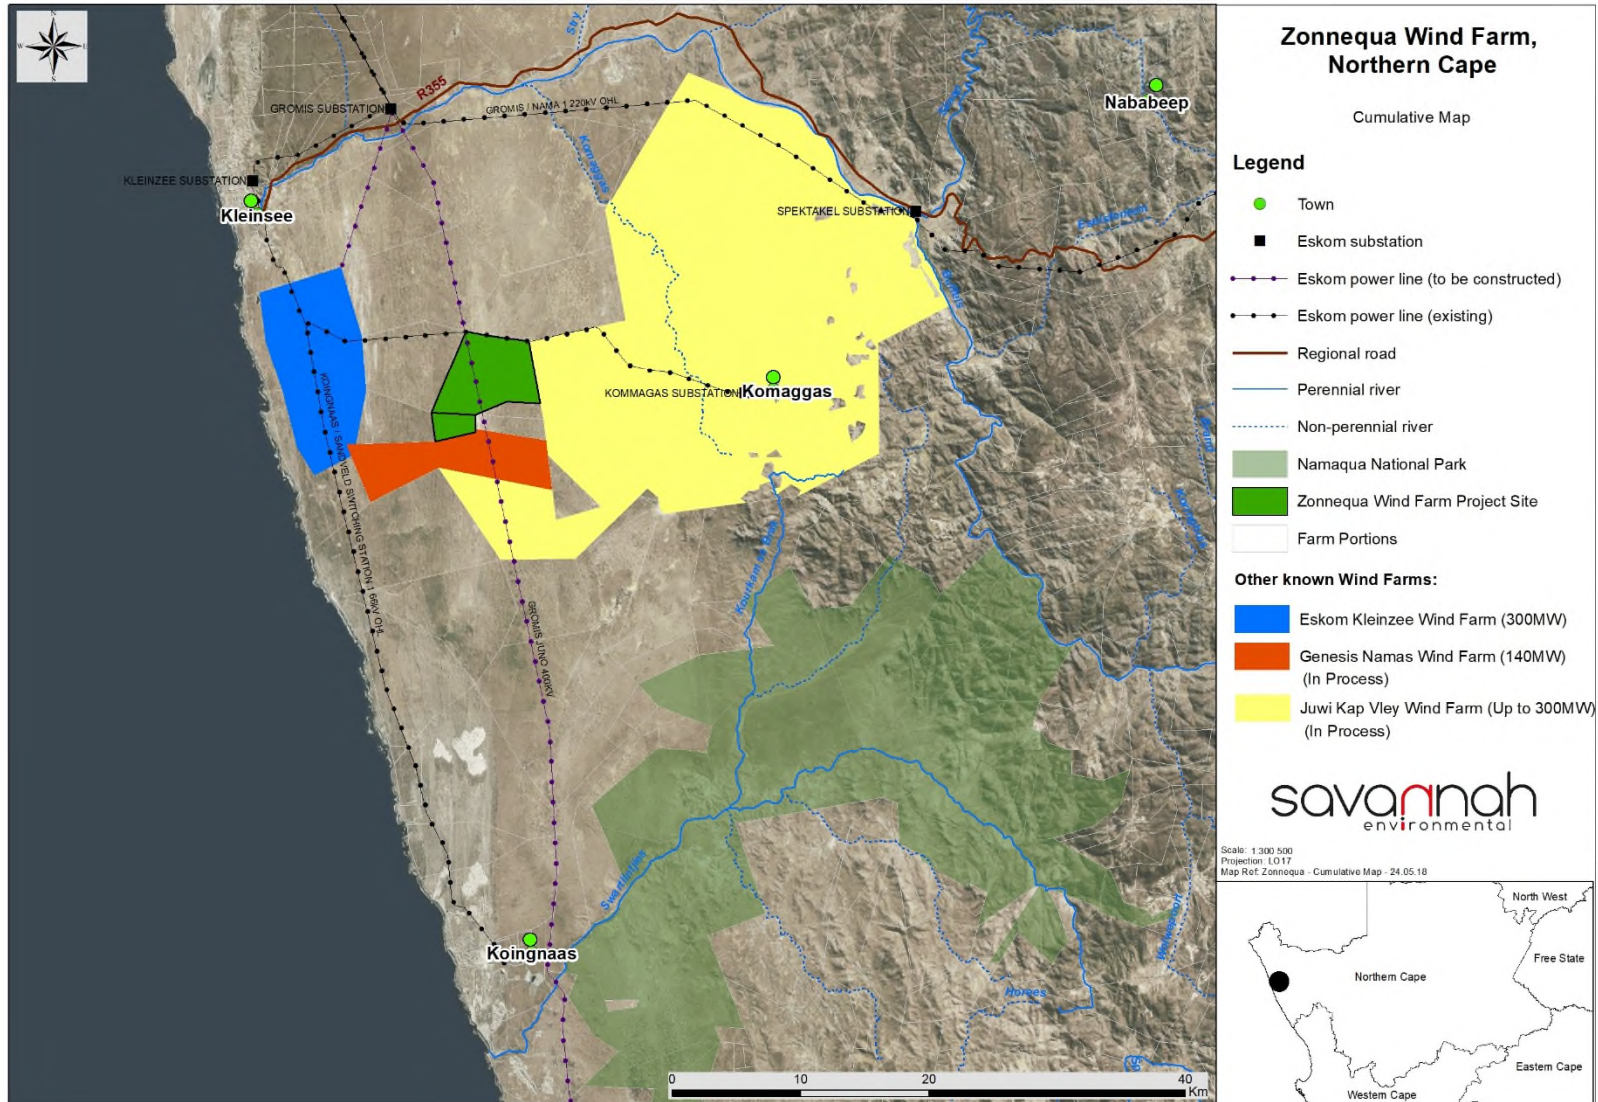 Zonnequa Wind Farm,
Northern Cape
Cumulative Map
Legend
Town
Eskom substation
Eskom power line (to be constructed)
Eskom power line (existing)
Regional road
Perennial river
Non-perennial river
Namaqua National Park
Zonnequa Wind Farm Project Site
Farm Portions
Other known Wind Farms:
Eskom Kleinzee Wind Farm (300MW)
Genesis Namas Wind Farm (140MW)
(In Process)
Juwi Kap Vley Wind Farm (Up to 300MW)
(In Process)
savannah
environmental
Scale: 1:300 500
Projection: LO17
Map Ref: Zonnequa - Cumulative Map - 24.05.18
North West
Free State
Northern Cape
Eastern Cape
Western Cape
N
W
E
S
R355
GROMIS SUBSTATION
GROMIS / NAMA 1 220kV OHL
Nababeep
Komaggas
KLEINZEE SUBSTATION
Kleinsee
SPEKTAKEL SUBSTATION
KOMMAGAS SUBSTATION
Komaggas
KOINGNAAS / SANDVELD SWITCHING STATION 1 66kV OHL
GROMIS JUNO 400KV
Swartlintjies
Koingnaas
Horees
0 10 20 40
Km